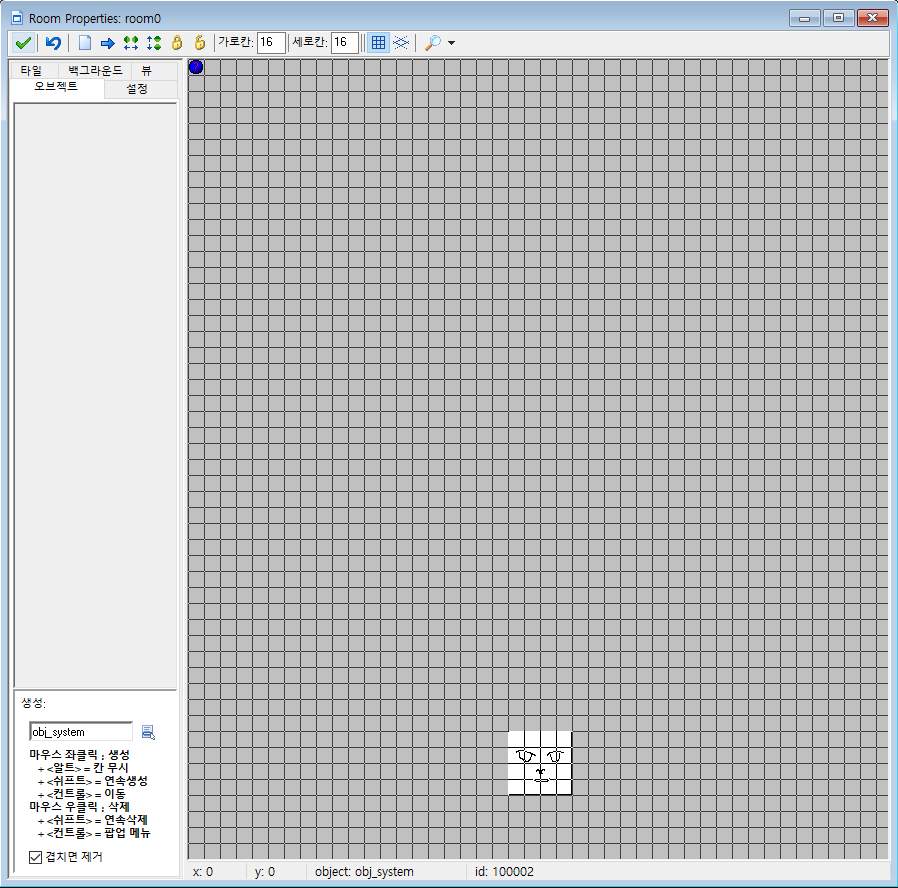 Room Properties: room0
가로칸: 16 세로칸: 16
타일 백그라운드 뷰
오브젝트 설정
생성:
obj_system
마우스 좌클릭 : 생성
+ <알트> = 칸 무시
+ <쉬프트> = 연속생성
+ <컨트롤> = 이동
마우스 우클릭 : 삭제
+ <쉬프트> = 연속삭제
+ <컨트롤> = 팝업 메뉴
겹치면 제거
x: 0 y: 0 object: obj_system id: 100002